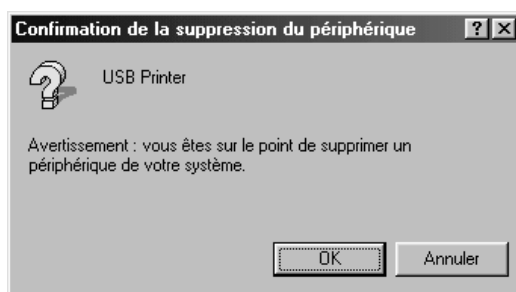 Confirmation de la suppression du périphérique
USB Printer
Avertissement : vous êtes sur le point de supprimer un
périphérique de votre système.
OK
Annuler